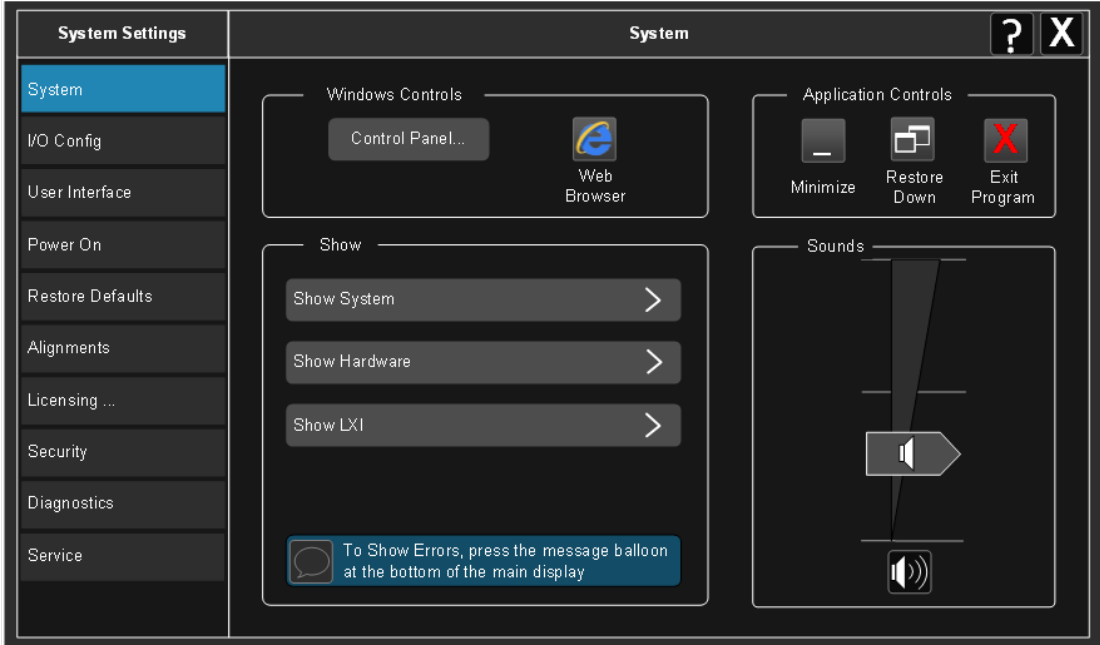 System Settings
System
System
I/O Config
User Interface
Power On
Restore Defaults
Alignments
Licensing ...
Security
Diagnostics
Service
Windows Controls
Control Panel...
Web
Browser
Application Controls
Minimize
Restore
Down
Exit
Program
Show
Show System
Show Hardware
Show LXI
To Show Errors, press the message balloon
at the bottom of the main display
Sounds